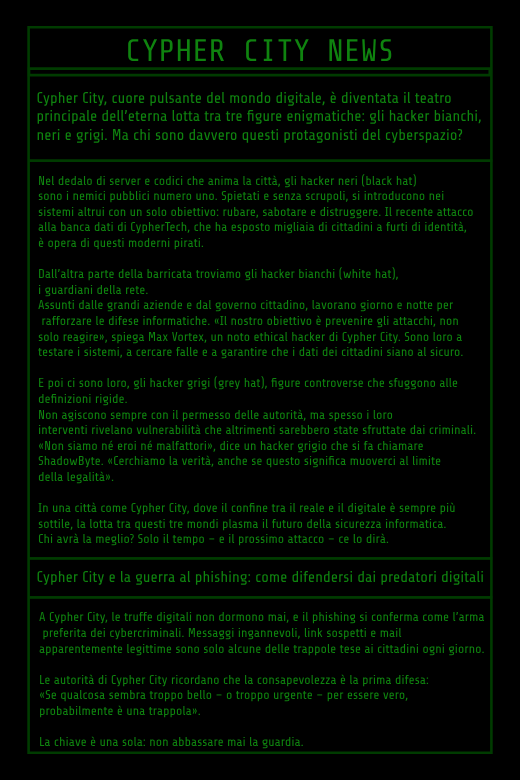 CYPHER CITY NEWS
Cypher City, cuore pulsante del mondo digitale, è diventata il teatro
principale dell'eterna lotta tra tre figure enigmatiche: gli hacker bianchi,
neri e grigi. Ma chi sono davvero questi protagonisti del cyberspazio?
Nel dedalo di server e codici che anima la città, gli hacker neri (black hat)
sono i nemici pubblici numero uno. Spietati e senza scrupoli, si introducono nei
sistemi altrui con un solo obiettivo: rubare, sabotare e distruggere. Il recente attacco
alla banca dati di CypherTech, che ha esposto migliaia di cittadini a furti di identità,
è opera di questi moderni pirati.
Dall'altra parte della barricata troviamo gli hacker bianchi (white hat),
i guardiani della rete.
Assunti dalle grandi aziende e dal governo cittadino, lavorano giorno e notte per
rafforzare le difese informatiche. «Il nostro obiettivo è prevenire gli attacchi, non
solo reagire», spiega Max Vortex, un noto ethical hacker di Cypher City. Sono loro a
testare i sistemi, a cercare falle e a garantire che i dati dei cittadini siano al sicuro.
E poi ci sono loro, gli hacker grigi (grey hat), figure controverse che sfuggono alle
definizioni rigide.
Non agiscono sempre con il permesso delle autorità, ma spesso i loro
interventi rivelano vulnerabilità che altrimenti sarebbero state sfruttate dai criminali.
«Non siamo né eroi né malfattori», dice un hacker grigio che si fa chiamare
ShadowByte. «Cerchiamo la verità, anche se questo significa muoverci al limite
della legalità».
In una città come Cypher City, dove il confine tra il reale e il digitale è sempre più
sottile, la lotta tra questi tre mondi plasma il futuro della sicurezza informatica.
Chi avrà la meglio? Solo il tempo – e il prossimo attacco – ce lo dirà.
Cypher City e la guerra al phishing: come difendersi dai predatori digitali
A Cypher City, le truffe digitali non dormono mai, e il phishing si conferma come l'arma
preferita dei cybercriminali. Messaggi ingannevoli, link sospetti e mail
apparentemente legittime sono solo alcune delle trappole tese ai cittadini ogni giorno.
Le autorità di Cypher City ricordano che la consapevolezza è la prima difesa:
«Se qualcosa sembra troppo bello – o troppo urgente – per essere vero,
probabilmente è una trappola».
La chiave è una sola: non abbassare mai la guardia.